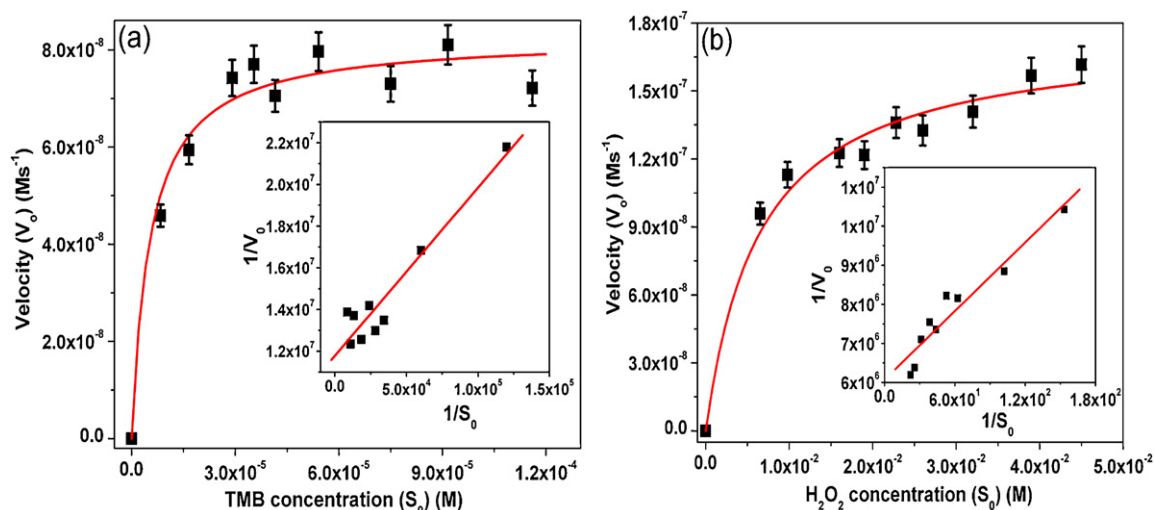 (a)
Velocity (Vₒ) (Ms⁻¹)
8.0x10⁻⁸
6.0x10⁻⁸
4.0x10⁻⁸
2.0x10⁻⁸
0.0
0.0 3.0x10⁻⁵ 6.0x10⁻⁵ 9.0x10⁻⁵ 1.2x10⁻⁴
TMB concentration (S₀) (M)
1/V₀
2.2x10⁷
2.0x10⁷
1.8x10⁷
1.6x10⁷
1.4x10⁷
1.2x10⁷
0.0 5.0x10⁴ 1.0x10⁵ 1.5x10⁵
1/S₀
(b)
Velocity (Vₒ) (Ms⁻¹)
1.8x10⁻⁷
1.5x10⁻⁷
1.2x10⁻⁷
9.0x10⁻⁸
6.0x10⁻⁸
3.0x10⁻⁸
0.0
0.0 1.0x10⁻² 2.0x10⁻² 3.0x10⁻² 4.0x10⁻² 5.0x10⁻²
H₂O₂ concentration (S₀) (M)
1/V₀
1x10⁷
1x10⁷
9x10⁶
8x10⁶
7x10⁶
6x10⁶
0.0 6.0x10¹ 1.2x10² 1.8x10²
1/S₀